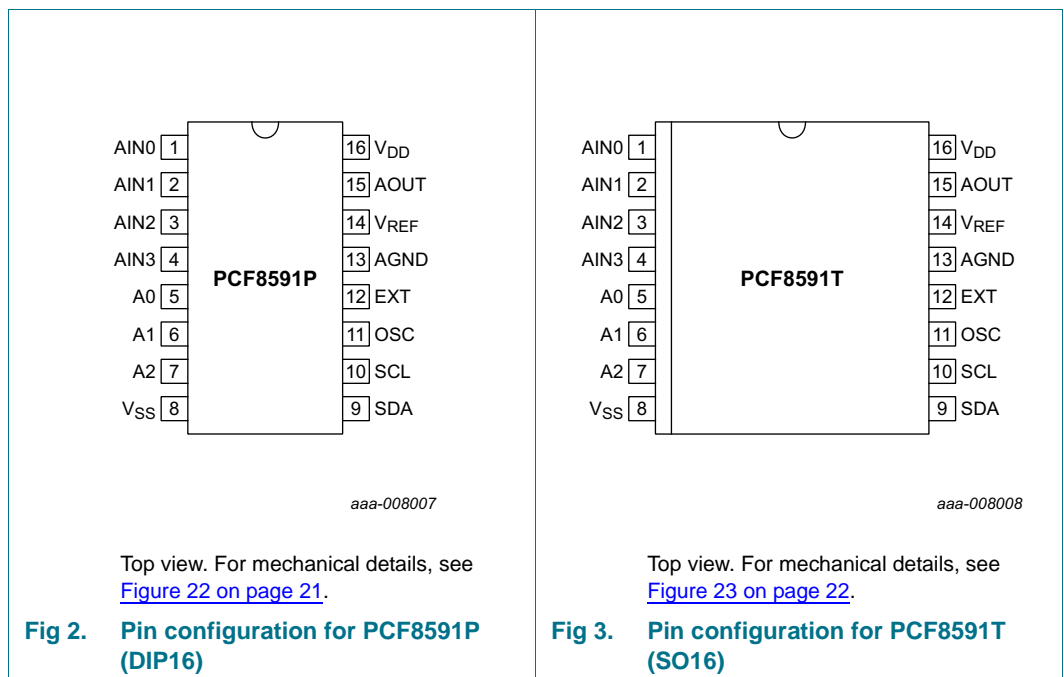 AIN0 1
AIN1 2
AIN2 3
AIN3 4
A0 5
A1 6
A2 7
VSS 8
PCF8591P
16 VDD
15 AOUT
14 VREF
13 AGND
12 EXT
11 OSC
10 SCL
9 SDA
aaa-008007
Top view. For mechanical details, see
Figure 22 on page 21.
Fig 2. Pin configuration for PCF8591P
(DIP16)
AIN0 1
AIN1 2
AIN2 3
AIN3 4
A0 5
A1 6
A2 7
VSS 8
PCF8591T
16 VDD
15 AOUT
14 VREF
13 AGND
12 EXT
11 OSC
10 SCL
9 SDA
aaa-008008
Top view. For mechanical details, see
Figure 23 on page 22.
Fig 3. Pin configuration for PCF8591T
(SO16)